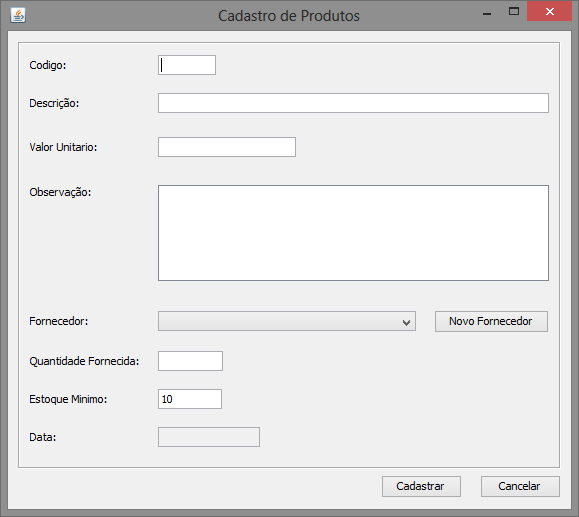 Cadastro de Produtos
Codigo:
Descrição:
Valor Unitario:
Observação:
Fornecedor:
Novo Fornecedor
Quantidade Fornecida:
Estoque Minimo:
10
Data:
Cadastrar
Cancelar